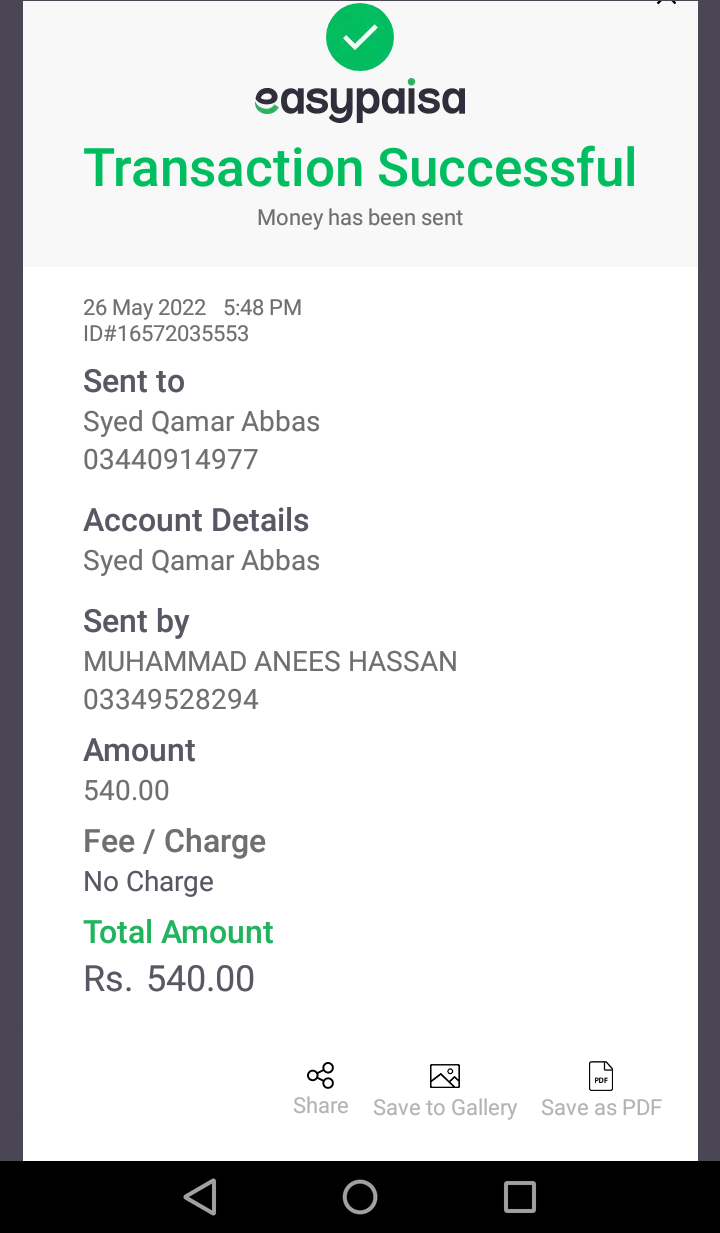 easypaisa
Transaction Successful
Money has been sent
26 May 2022 5:48 PM
ID#16572035553
Sent to
Syed Qamar Abbas
03440914977
Account Details
Syed Qamar Abbas
Sent by
MUHAMMAD ANEES HASSAN
03349528294
Amount
540.00
Fee / Charge
No Charge
Total Amount
Rs. 540.00
PDF
Share Save to Gallery Save as PDF